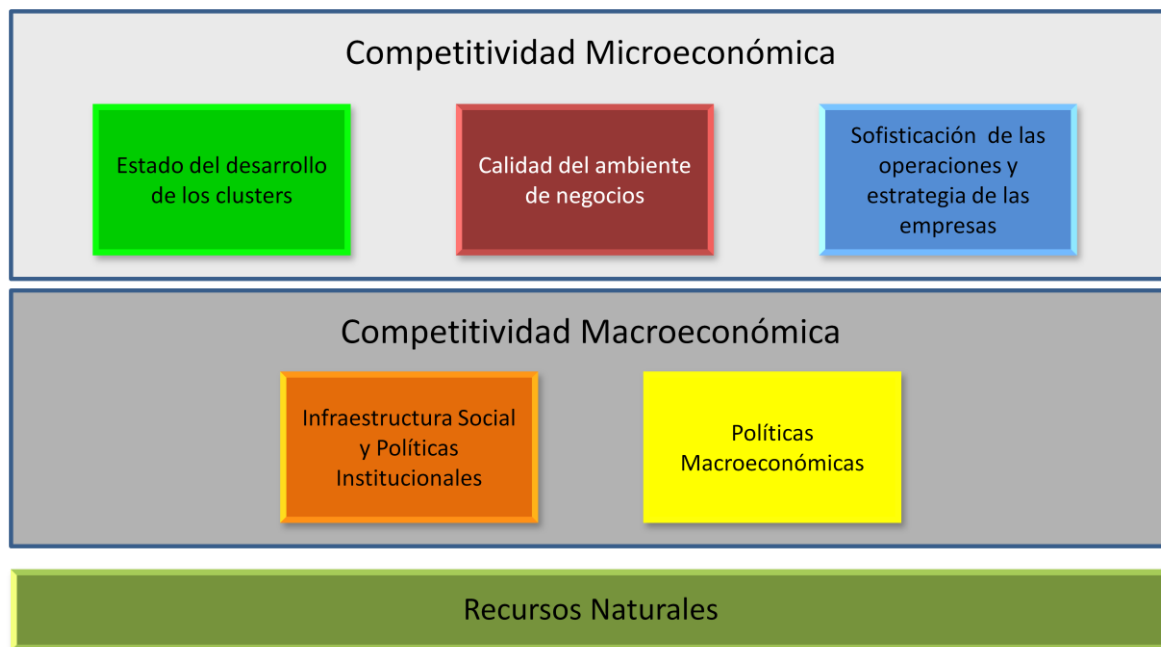 Competitividad Microeconómica
Estado del desarrollo
de los clusters
Calidad del ambiente
de negocios
Sofisticación de las
operaciones y
estrategia de las
empresas
Competitividad Macroeconómica
Infraestructura Social
y Políticas
Institucionales
Políticas
Macroeconómicas
Recursos Naturales